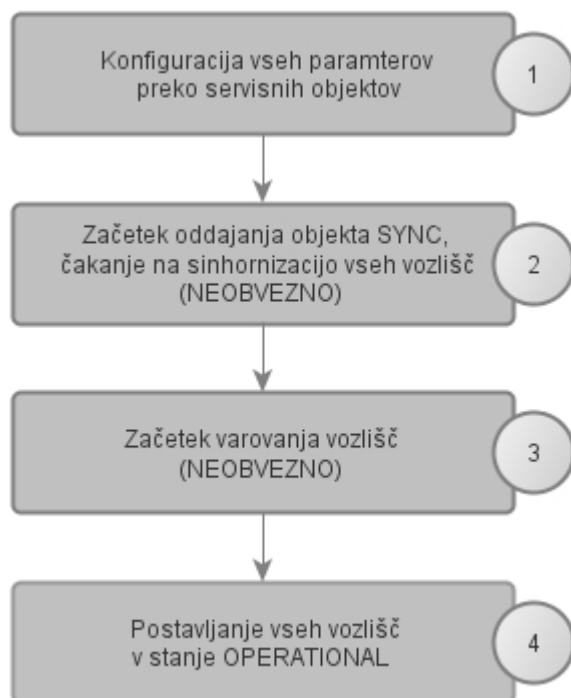 Konfiguracija vseh paramterov
preko servisnih objektov
1
Začetek oddajanja objekta SYNC,
čakanje na sinhornizacijo vseh vozlišč
(NEOBVEZNO)
2
Začetek varovanja vozlišč
(NEOBVEZNO)
3
Postavljanje vseh vozlišč
v stanje OPERATIONAL
4